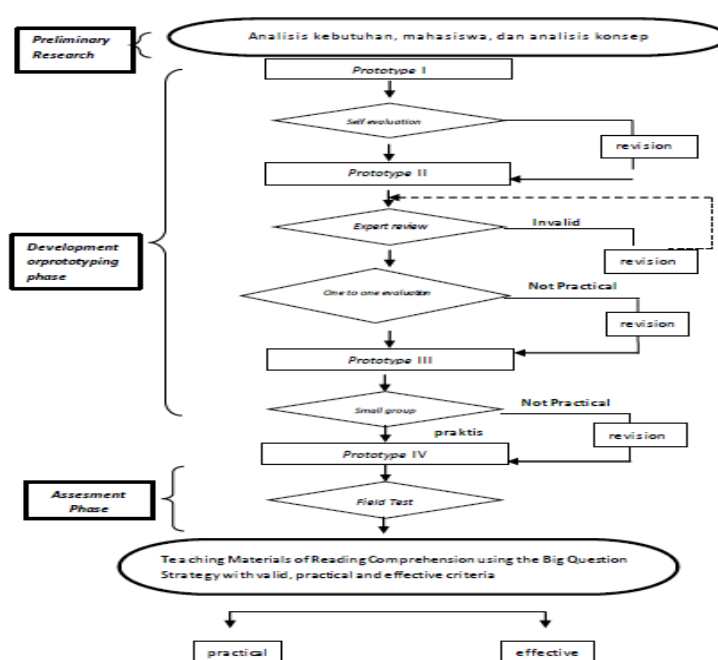 Preliminary
Research
Analisis kebutuhan, mahasiswa, dan analisis konsep
Prototype I
Self evaluation
revision
Prototype II
Expert review
Invalid
revision
Development
orprototyping
phase
One to one evaluation
Not Practical
revision
Prototype III
Small group
Not Practical
praktis
revision
Prototype IV
Assesment
Phase
Field Test
Teaching Materials of Reading Comprehension using the Big Question
Strategy with valid, practical and effective criteria
practical
effective